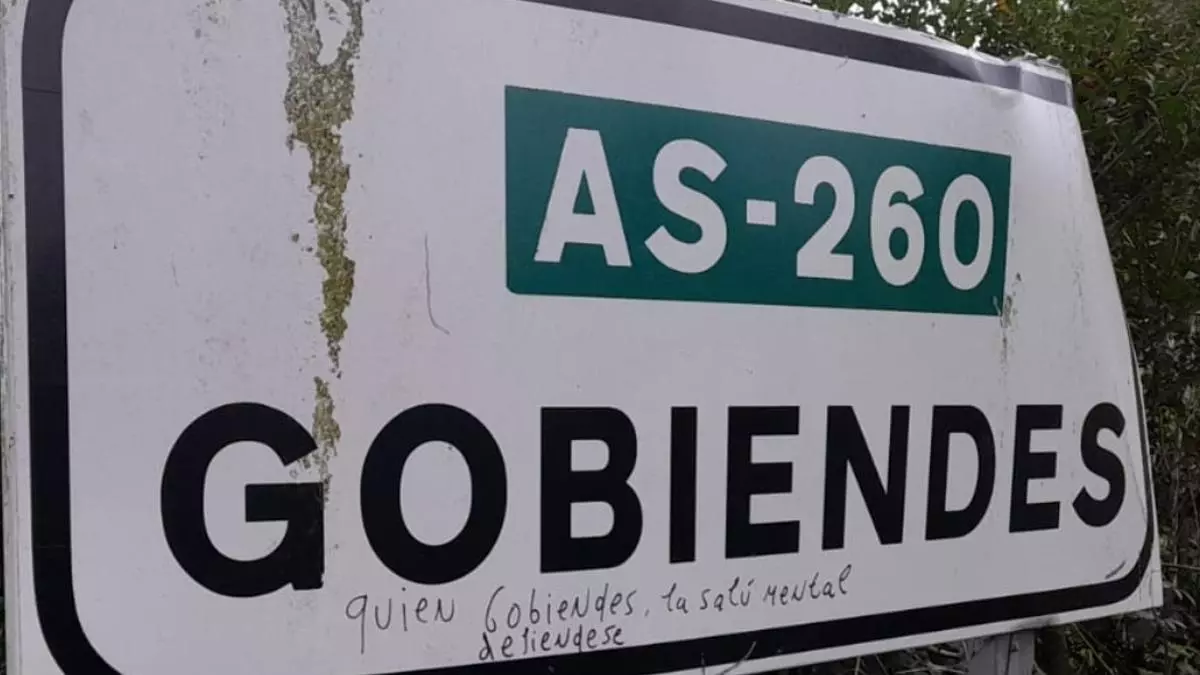 AS-260
GOBIENDES
quien Gobiendes, la salú mental
defiendese